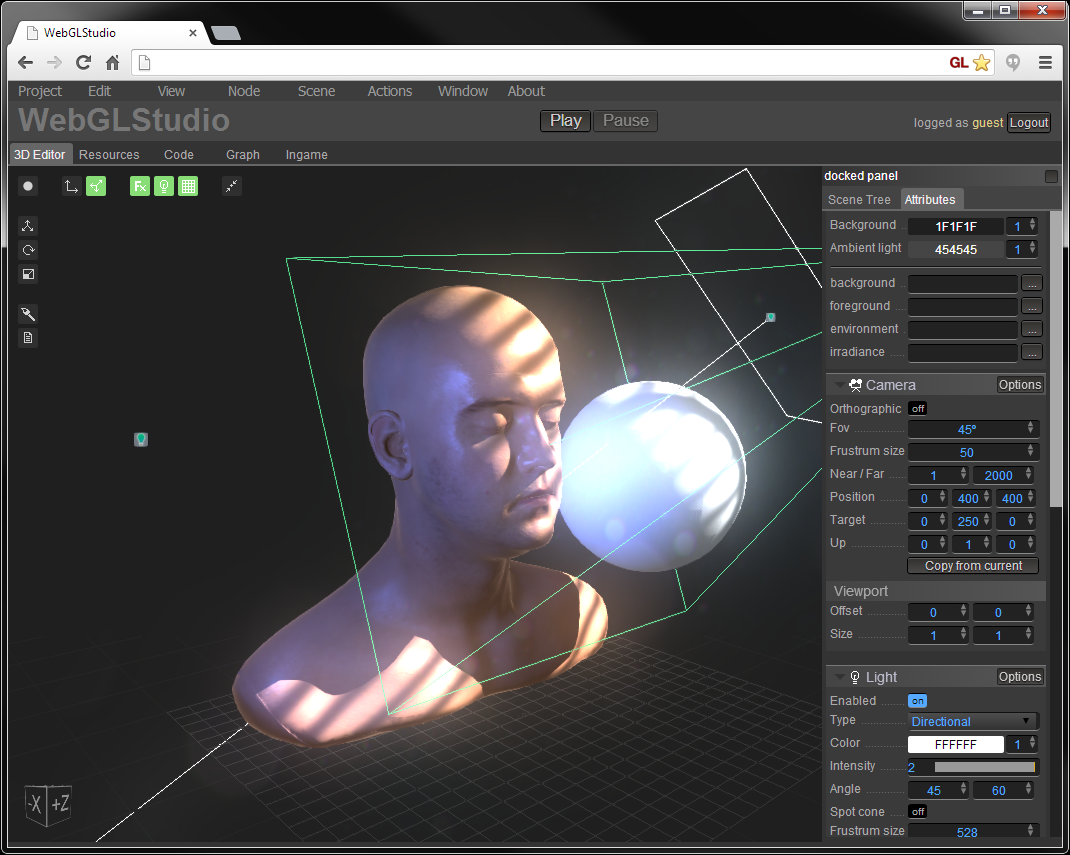 WebGLStudio
GL
Project Edit View Node Scene Actions Window About
WebGLStudio
Play Pause
logged as guest Logout
3D Editor Resources Code Graph Ingame
Fx
docked panel
Scene Tree Attributes
Background 1F1F1F 1
Ambient light 454545 1
background ...
foreground ...
environment ...
irradiance ...
Camera Options
Orthographic off
Fov 45º
Frustrum size 50
Near / Far 1 2000
Position 0 400 400
Target 0 250 0
Up 0 1 0
Copy from current
Viewport
Offset 0 0
Size 1 1
Light Options
Enabled on
Type Directional
Color FFFFFF 1
Intensity 2
Angle 45 60
Spot cone off
Frustrum size 528
-X +Z